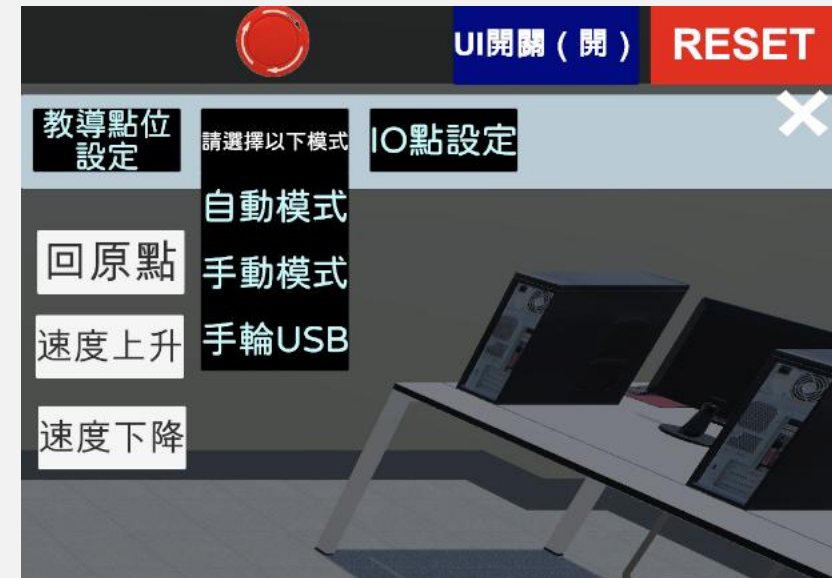 UI開關（開）
RESET
教導點位
設定
請選擇以下模式
IO點設定
自動模式
手動模式
手輪USB
回原點
速度上升
速度下降